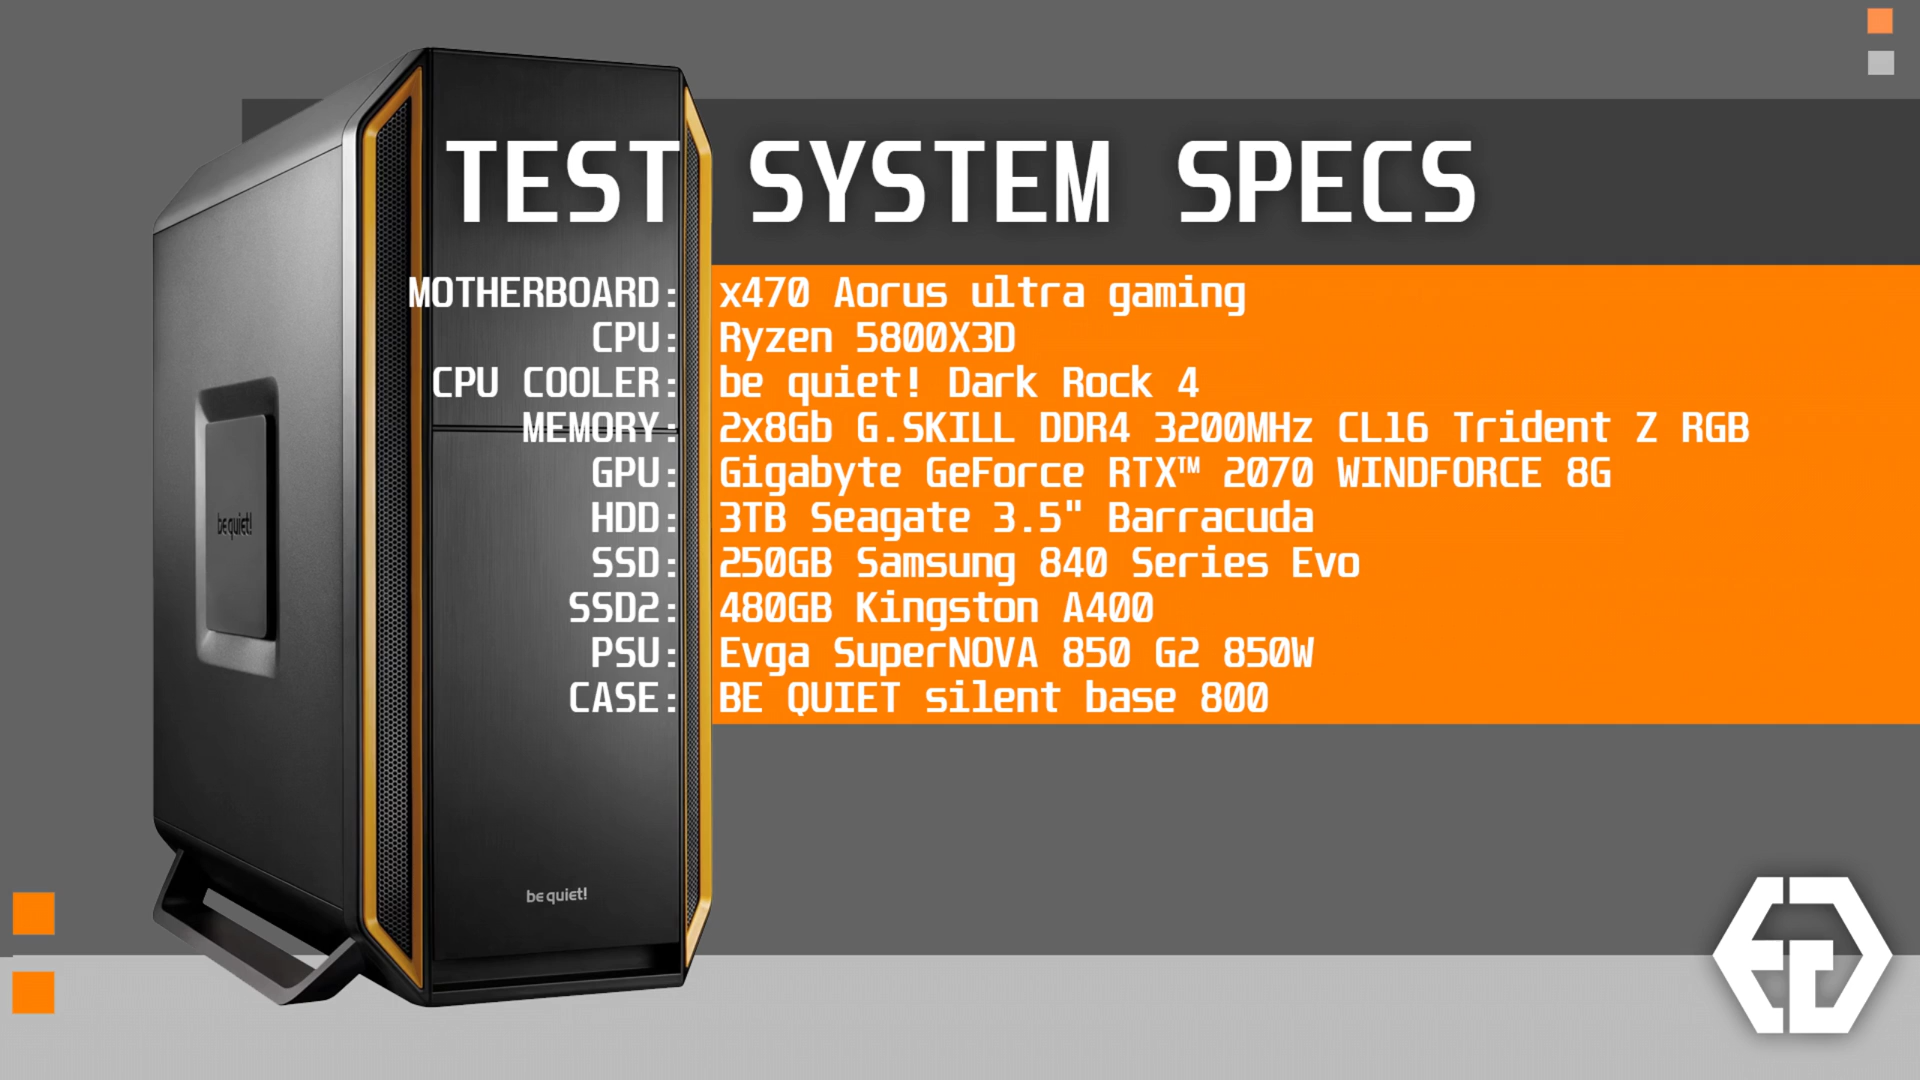 TEST SYSTEM SPECS
MOTHERBOARD: x470 Aorus ultra gaming
CPU: Ryzen 5800X3D
CPU COOLER: be quiet! Dark Rock 4
MEMORY: 2x8Gb G.SKILL DDR4 3200MHz CL16 Trident Z RGB
GPU: Gigabyte GeForce RTX™ 2070 WINDFORCE 8G
HDD: 3TB Seagate 3.5" Barracuda
SSD: 250GB Samsung 840 Series Evo
SSD2: 480GB Kingston A400
PSU: Evga SuperNOVA 850 G2 850W
CASE: BE QUIET silent base 800
be quiet!
be quiet!